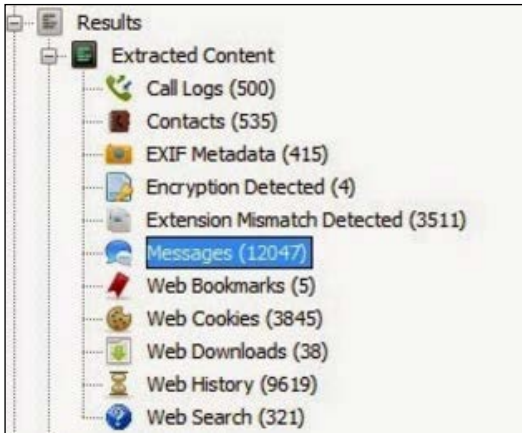 Results
Extracted Content
Call Logs (500)
Contacts (535)
EXIF Metadata (415)
Encryption Detected (4)
Extension Mismatch Detected (3511)
Messages (12047)
Web Bookmarks (5)
Web Cookies (3845)
Web Downloads (38)
Web History (9619)
Web Search (321)